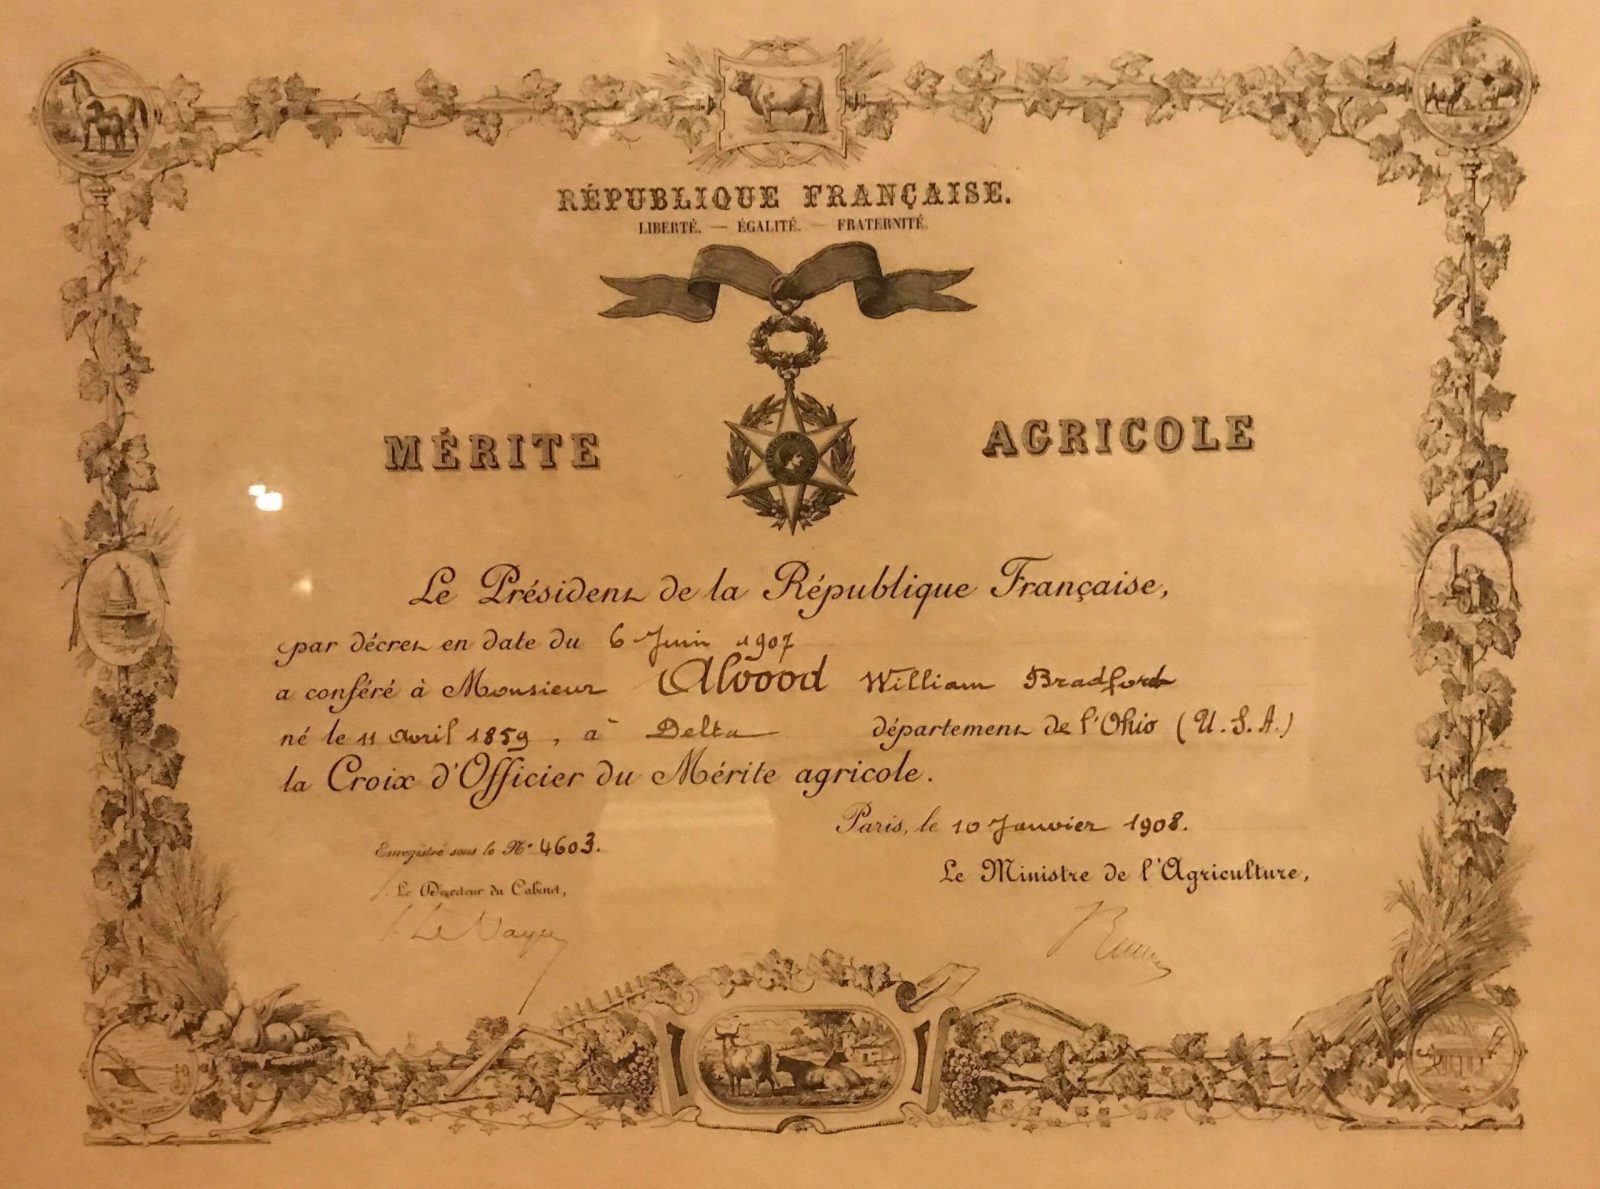 RÉPUBLIQUE FRANÇAISE.
LIBERTÉ. — ÉGALITÉ. — FRATERNITÉ.
MÉRITE AGRICOLE
Le Président de la République Française,
par décret en date du 6 Juin 1907
a conféré à Monsieur Alvood William Bradford
né le 11 avril 1859, à Delta département de l'Ohio (U.S.A.)
la Croix d'Officier du Mérite agricole.
Paris, le 10 Janvier 1908.
Enregistré sous le N° 4603.
Le Ministre de l'Agriculture,
Le Directeur du Cabinet,